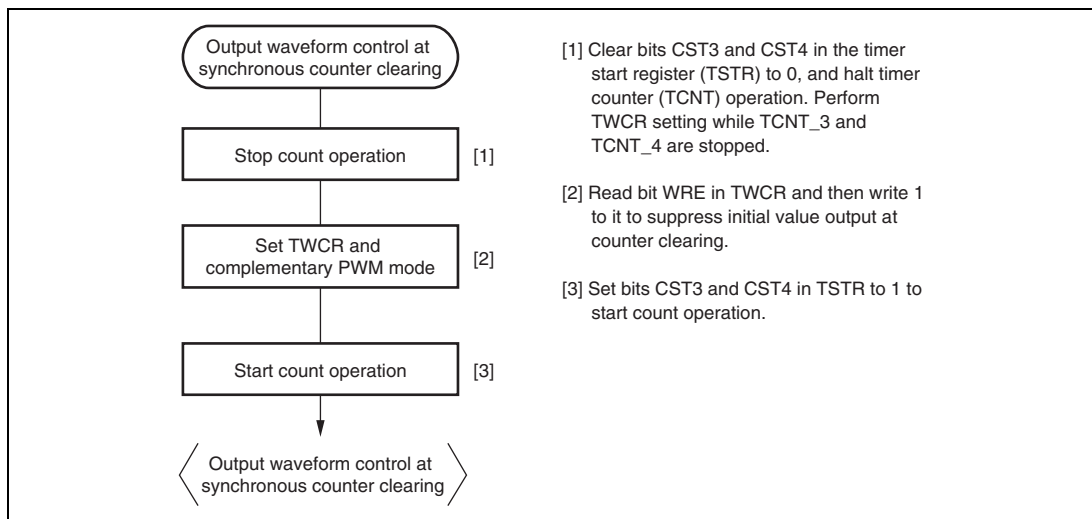 Output waveform control at
synchronous counter clearing
Stop count operation
[1]
Set TWCR and
complementary PWM mode
[2]
Start count operation
[3]
Output waveform control at
synchronous counter clearing
[1] Clear bits CST3 and CST4 in the timer
start register (TSTR) to 0, and halt timer
counter (TCNT) operation. Perform
TWCR setting while TCNT_3 and
TCNT_4 are stopped.
[2] Read bit WRE in TWCR and then write 1
to it to suppress initial value output at
counter clearing.
[3] Set bits CST3 and CST4 in TSTR to 1 to
start count operation.